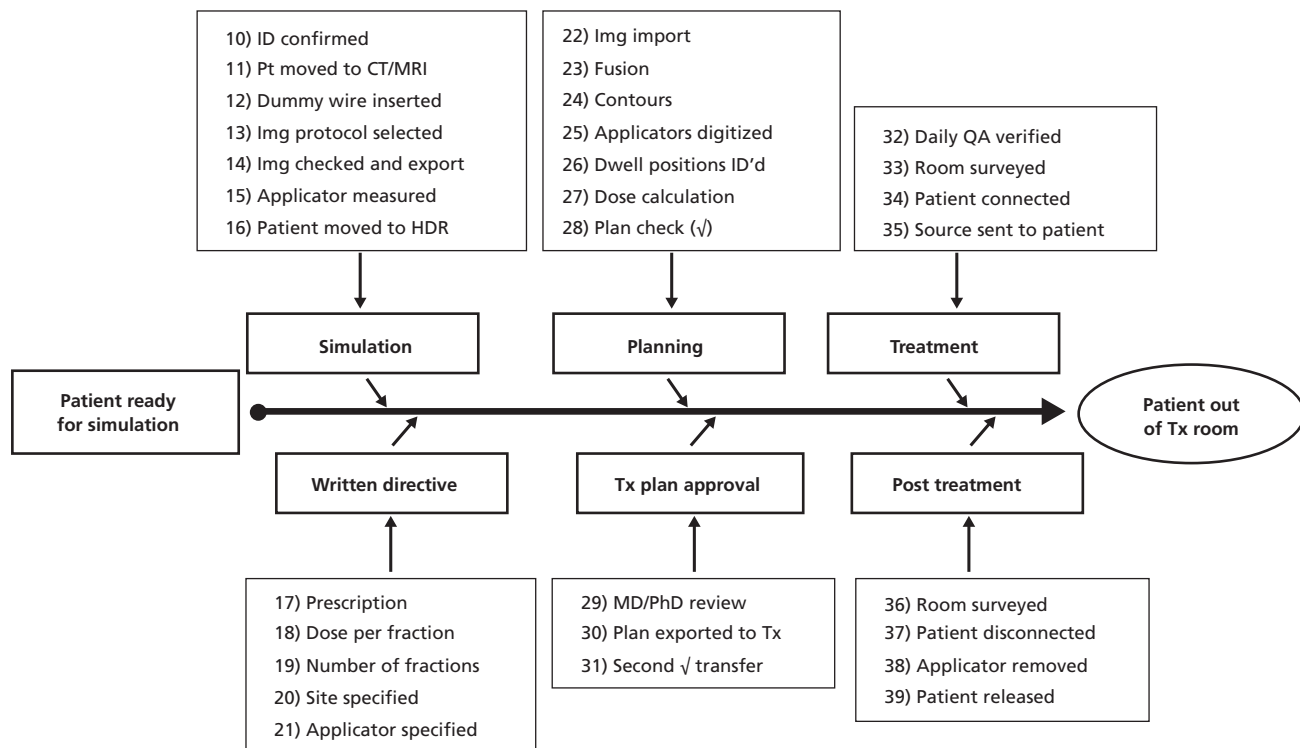 10) ID confirmed
11) Pt moved to CT/MRI
12) Dummy wire inserted
13) Img protocol selected
14) Img checked and export
15) Applicator measured
16) Patient moved to HDR
22) Img import
23) Fusion
24) Contours
25) Applicators digitized
26) Dwell positions ID’d
27) Dose calculation
28) Plan check (√)
32) Daily QA verified
33) Room surveyed
34) Patient connected
35) Source sent to patient
Simulation
Planning
Treatment
Patient ready
for simulation
Patient out
of Tx room
Written directive
Tx plan approval
Post treatment
17) Prescription
18) Dose per fraction
19) Number of fractions
20) Site specified
21) Applicator specified
29) MD/PhD review
30) Plan exported to Tx
31) Second √ transfer
36) Room surveyed
37) Patient disconnected
38) Applicator removed
39) Patient released